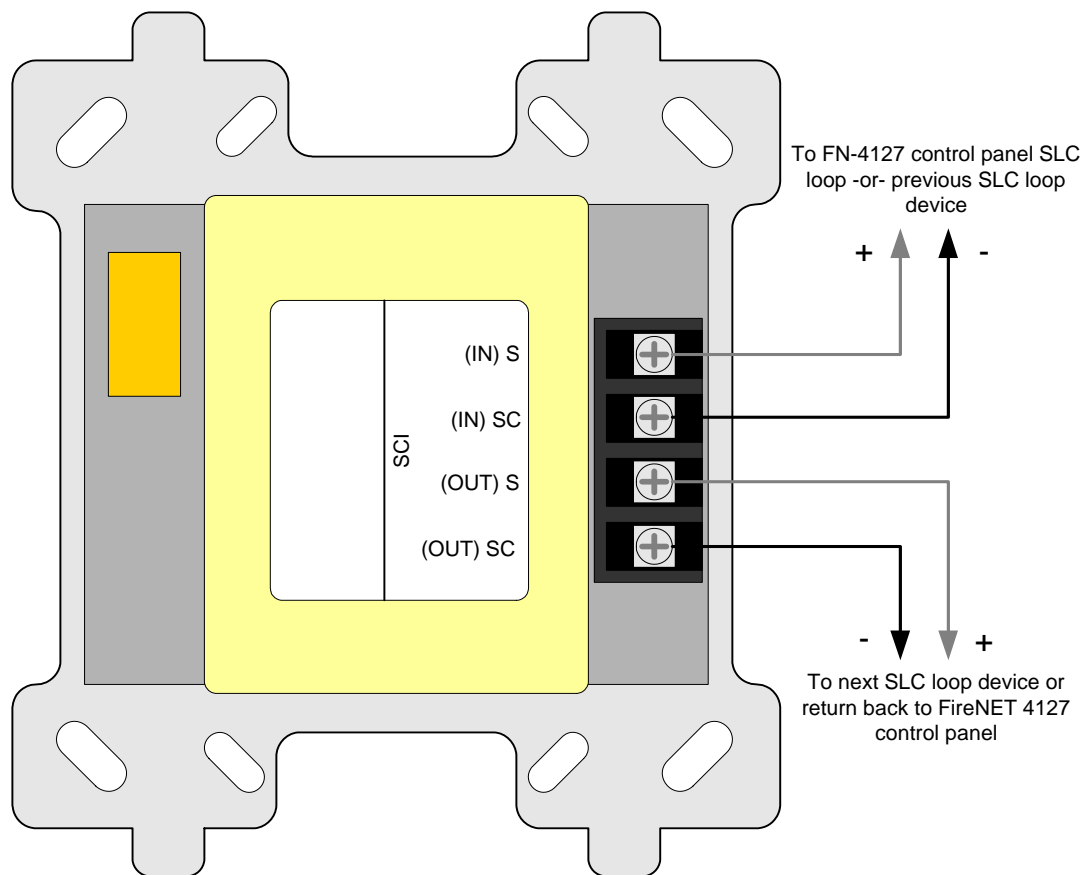 To FN-4127 control panel SLC
loop -or- previous SLC loop
device
+ -
(IN) S
(IN) SC
SCI
(OUT) S
(OUT) SC
- +
To next SLC loop device or
return back to FireNET 4127
control panel